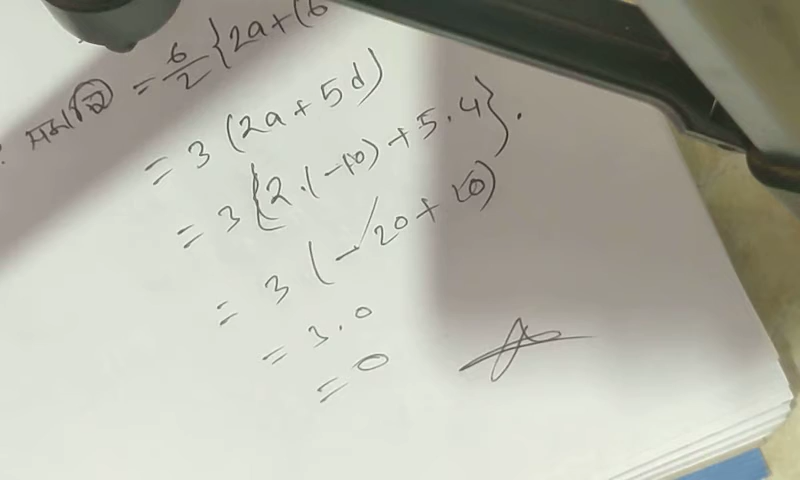 সমষ্টি = 6/2 {2a+(6
= 3 (2a+5d)
= 3 {2.(-10)+5.4}.
= 3 (-20+20)
= 3.0
= 0